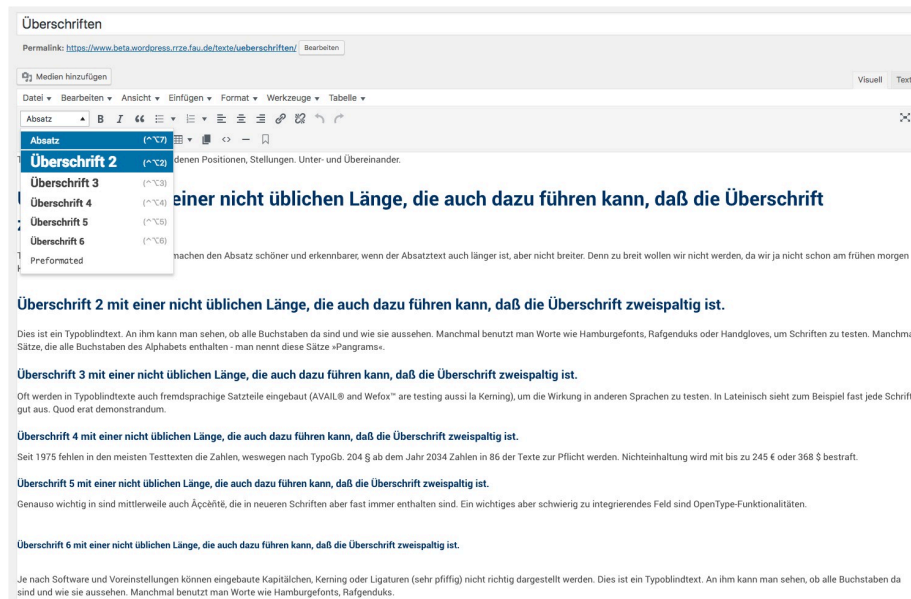 Überschriften
Permalink: https://www.beta.wordpress.rrze.fau.de/texte/ueberschriften/ Bearbeiten
Medien hinzufügen
Visuell Text
Datei Bearbeiten Ansicht Einfügen Format Werkzeuge Tabelle
Absatz B I
Absatz (^⌥7)
Überschrift 2 (^⌥2)
Überschrift 3 (^⌥3)
Überschrift 4 (^⌥4)
Überschrift 5 (^⌥5)
Überschrift 6 (^⌥6)
Preformated
denen Positionen, Stellungen. Unter- und Übereinander.
einer nicht üblichen Länge, die auch dazu führen kann, daß die Überschrift
machen den Absatz schöner und erkennbarer, wenn der Absatztext auch länger ist, aber nicht breiter. Denn zu breit wollen wir nicht werden, da wir ja nicht schon am frühen morgen
Überschrift 2 mit einer nicht üblichen Länge, die auch dazu führen kann, daß die Überschrift zweispaltig ist.
Dies ist ein Typoblindtext. An ihm kann man sehen, ob alle Buchstaben da sind und wie sie aussehen. Manchmal benutzt man Worte wie Hamburgefonts, Rafgenduks oder Handgloves, um Schriften zu testen. Manchma
Sätze, die alle Buchstaben des Alphabets enthalten - man nennt diese Sätze »Pangrams«.
Überschrift 3 mit einer nicht üblichen Länge, die auch dazu führen kann, daß die Überschrift zweispaltig ist.
Oft werden in Typoblindtexte auch fremdsprachige Satzteile eingebaut (AVAIL® and Wefox™ are testing aussi la Kerning), um die Wirkung in anderen Sprachen zu testen. In Lateinisch sieht zum Beispiel fast jede Schrift
gut aus. Quod erat demonstrandum.
Überschrift 4 mit einer nicht üblichen Länge, die auch dazu führen kann, daß die Überschrift zweispaltig ist.
Seit 1975 fehlen in den meisten Testtexten die Zahlen, weswegen nach TypoGb. 204 § ab dem Jahr 2034 Zahlen in 86 der Texte zur Pflicht werden. Nichteinhaltung wird mit bis zu 245 € oder 368 $ bestraft.
Überschrift 5 mit einer nicht üblichen Länge, die auch dazu führen kann, daß die Überschrift zweispaltig ist.
Genauso wichtig in sind mittlerweile auch Âçcèñtë, die in neueren Schriften aber fast immer enthalten sind. Ein wichtiges aber schwierig zu integrierendes Feld sind OpenType-Funktionalitäten.
Überschrift 6 mit einer nicht üblichen Länge, die auch dazu führen kann, daß die Überschrift zweispaltig ist.
Je nach Software und Voreinstellungen können eingebaute Kapitälchen, Kerning oder Ligaturen (sehr pfiffig) nicht richtig dargestellt werden. Dies ist ein Typoblindtext. An ihm kann man sehen, ob alle Buchstaben da
sind und wie sie aussehen. Manchmal benutzt man Worte wie Hamburgefonts, Rafgenduks.